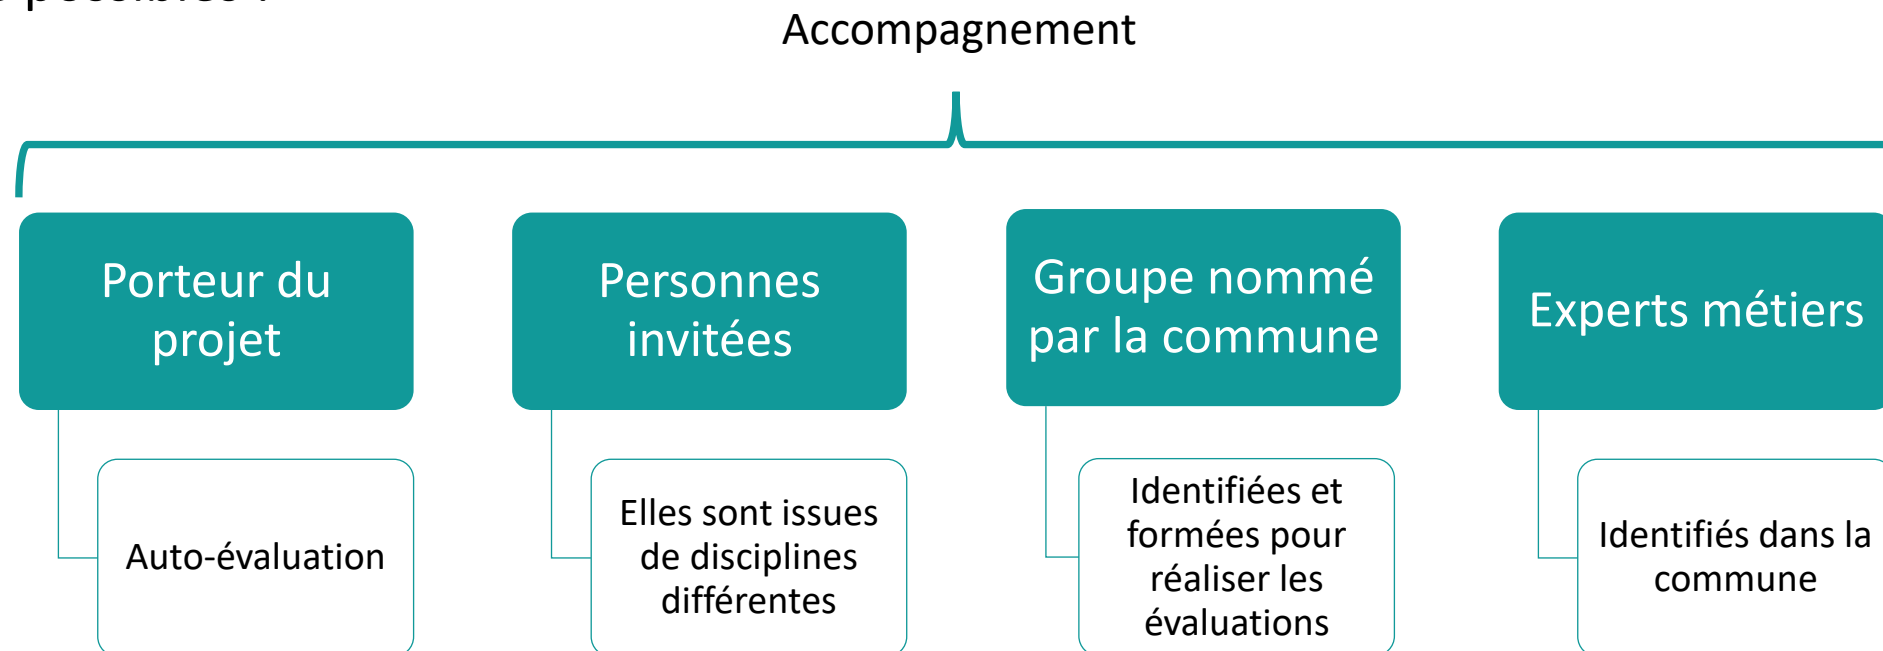 Accompagnement
Porteur du
projet
Personnes
invitées
Groupe nommé
par la commune
Experts métiers
Auto-évaluation
Elles sont issues
de disciplines
différentes
Identifiées et
formées pour
réaliser les
évaluations
Identifiés dans la
commune